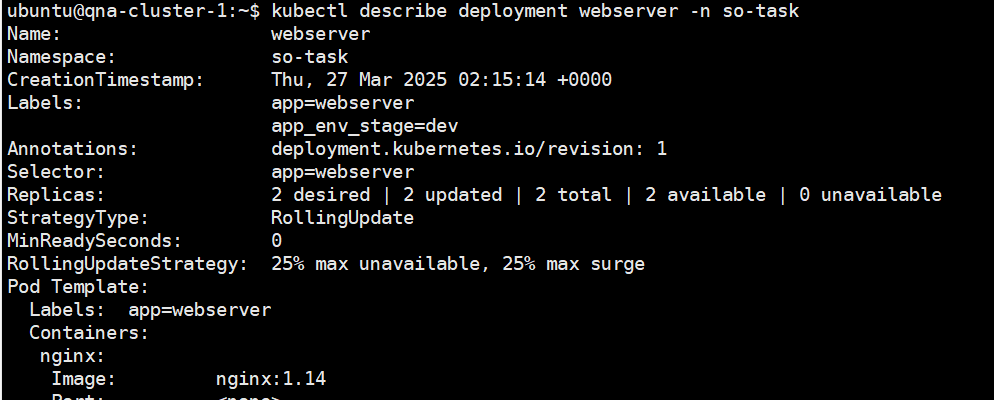 ubuntu@qna-cluster-1:~$ kubectl describe deployment webserver -n so-task
Name: webserver
Namespace: so-task
CreationTimestamp: Thu, 27 Mar 2025 02:15:14 +0000
Labels: app=webserver
app_env_stage=dev
Annotations: deployment.kubernetes.io/revision: 1
Selector: app=webserver
Replicas: 2 desired | 2 updated | 2 total | 2 available | 0 unavailable
StrategyType: RollingUpdate
MinReadySeconds: 0
RollingUpdateStrategy: 25% max unavailable, 25% max surge
Pod Template:
Labels: app=webserver
Containers:
nginx:
Image: nginx:1.14
Port: <none>